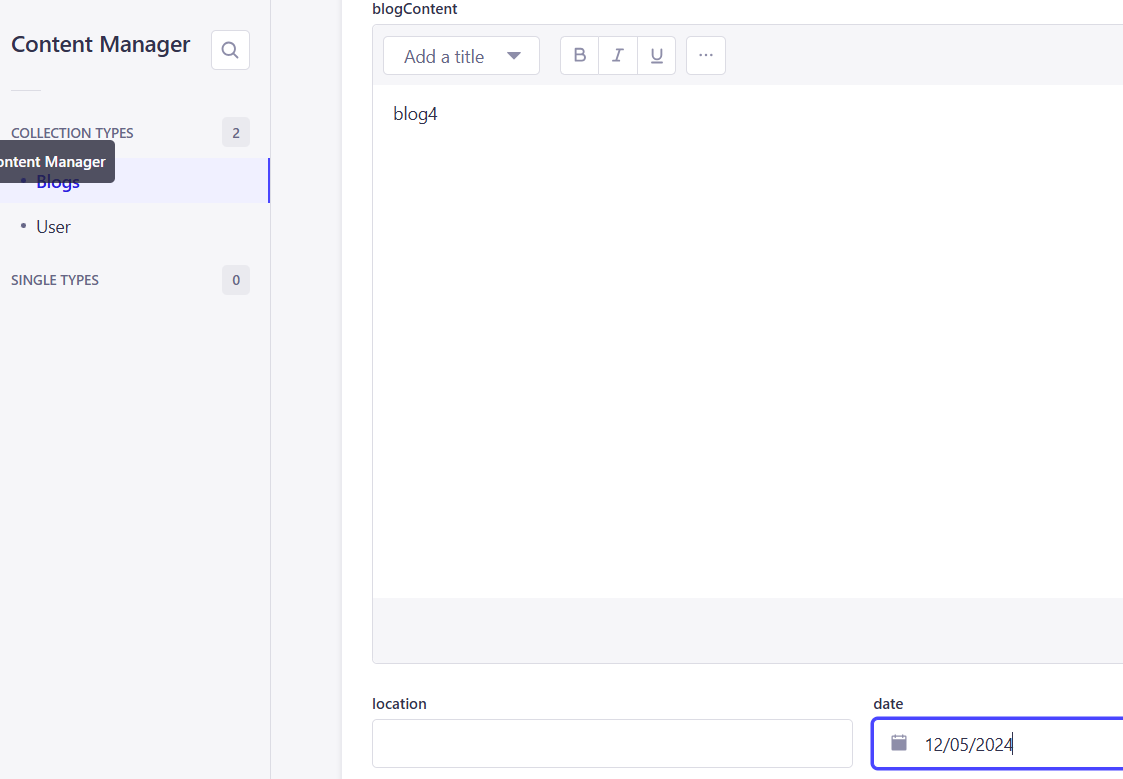 Content Manager
COLLECTION TYPES 2
ontent Manager
Blogs
User
SINGLE TYPES 0
blogContent
Add a title B I U ...
blog4
location
date
12/05/2024